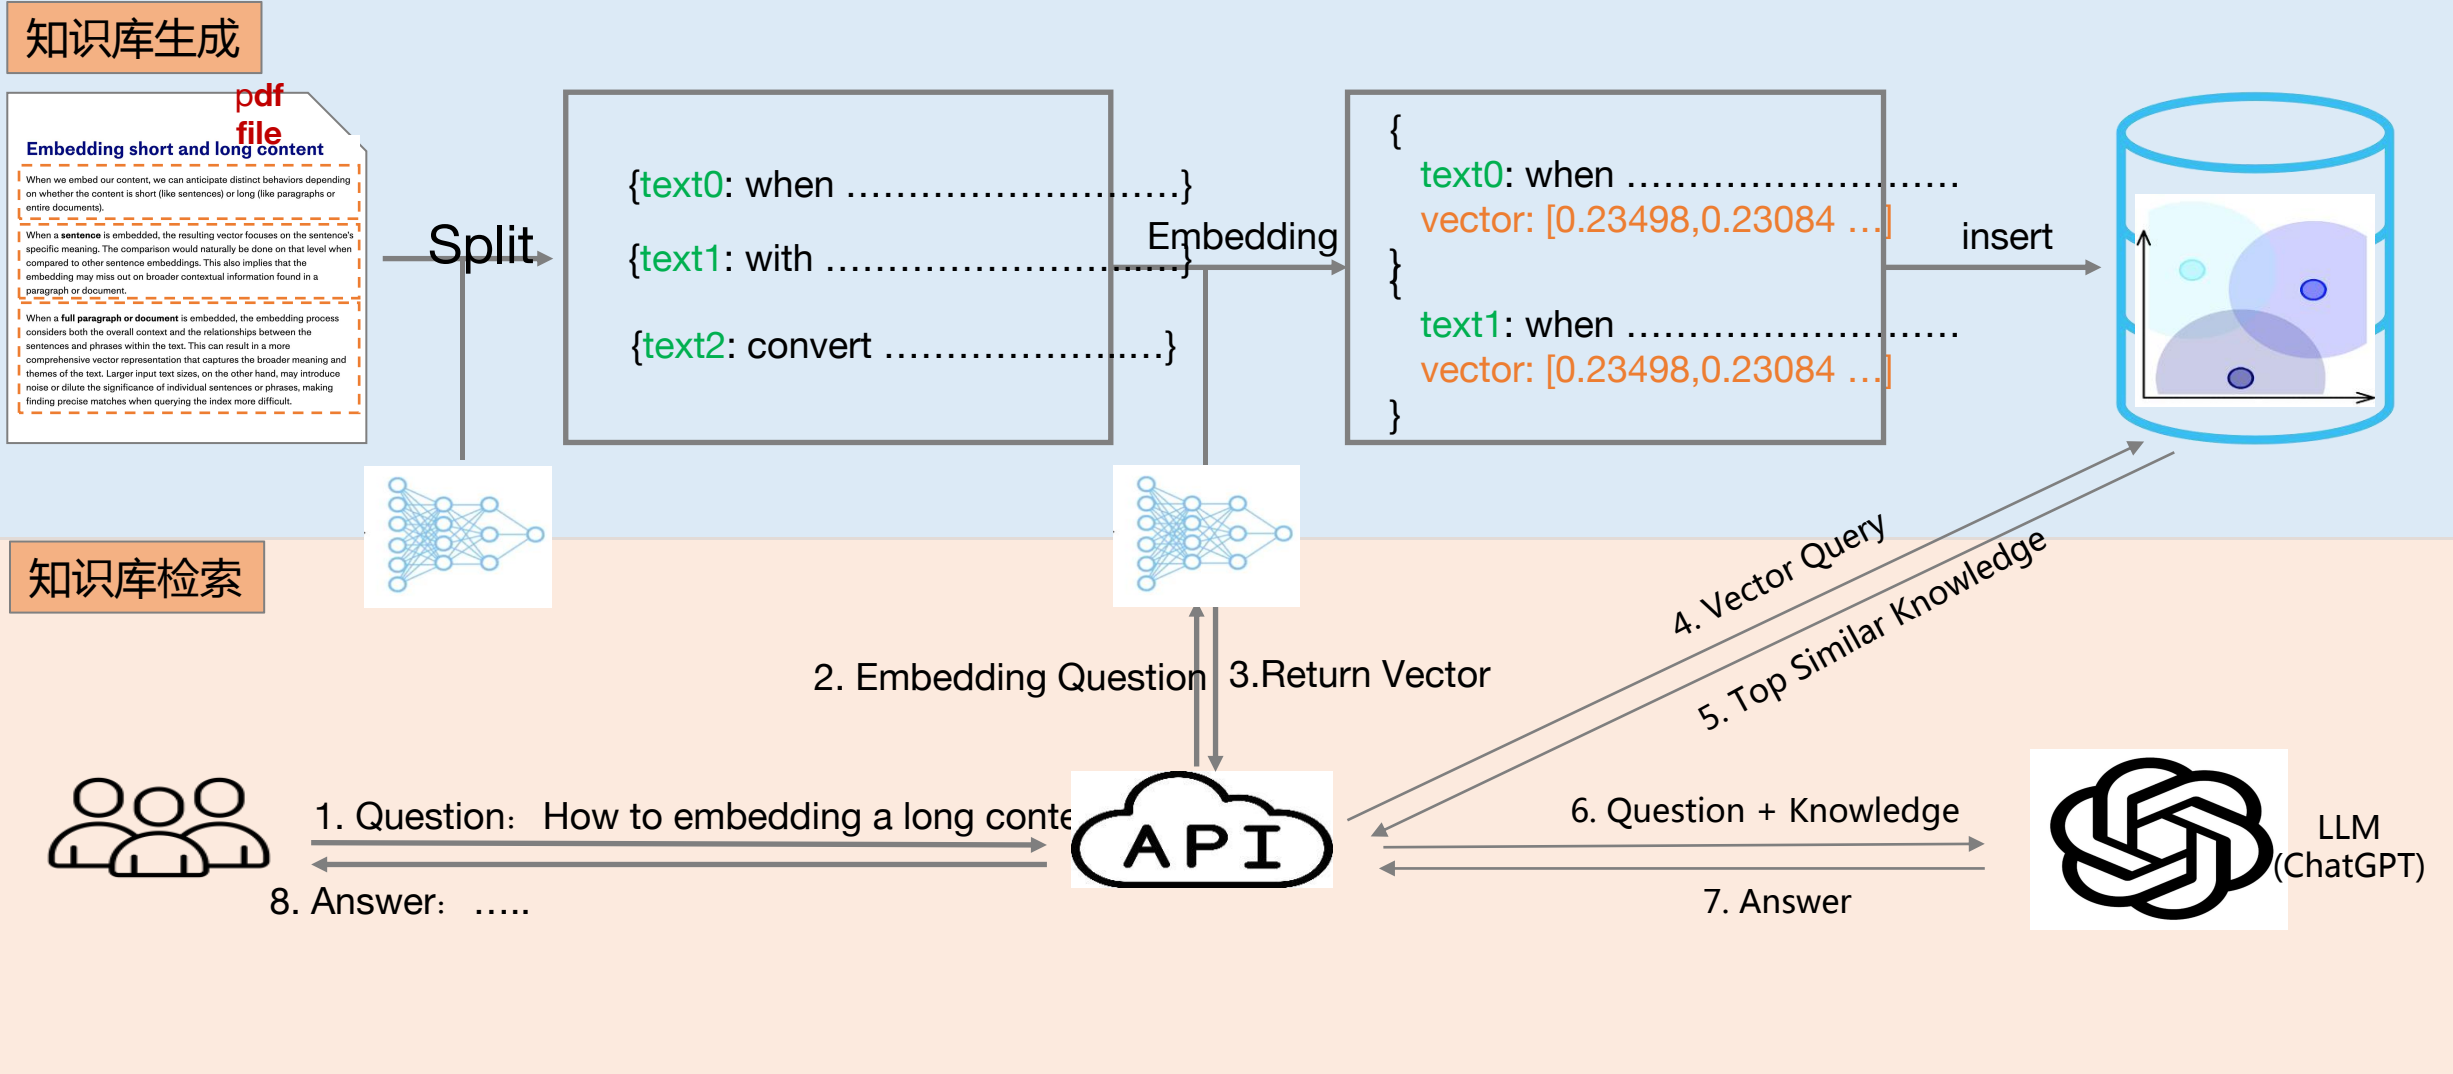 知识库生成
pdf
file
Embedding short and long content
When we embed our content, we can anticipate distinct behaviors depending
on whether the content is short (like sentences) or long (like paragraphs or
entire documents).
When a sentence is embedded, the resulting vector focuses on the sentence's
specific meaning. The comparison would naturally be done on that level when
compared to other sentence embeddings. This also implies that the
embedding may miss out on broader contextual information found in a
paragraph or document.
When a full paragraph or document is embedded, the embedding process
considers both the overall context and the relationships between the
sentences and phrases within the text. This can result in a more
comprehensive vector representation that captures the broader meaning and
themes of the text. Larger input text sizes, on the other hand, may introduce
noise or dilute the significance of individual sentences or phrases, making
finding precise matches when querying the index more difficult.
Split
{text0: when ………………………}
{text1: with ………………………}
{text2: convert …………………}
Embedding
{
text0: when ………………………
vector: [0.23498,0.23084 …]
}
{
text1: when ………………………
vector: [0.23498,0.23084 …]
}
insert
知识库检索
2. Embedding Question
3.Return Vector
4. Vector Query
5. Top Similar Knowledge
1. Question: How to embedding a long conte
API
8. Answer: …..
6. Question + Knowledge
7. Answer
LLM
(ChatGPT)